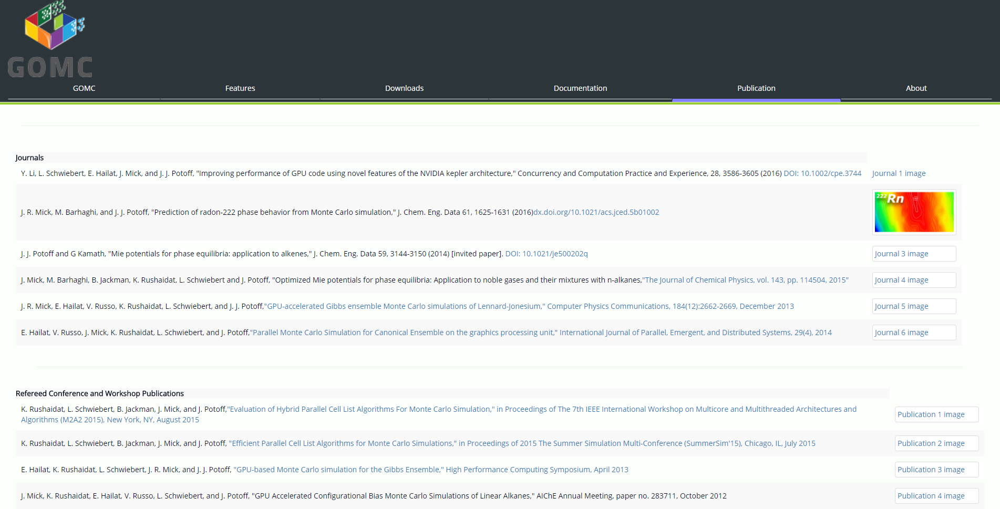 GOMC
GOMC
Features
Downloads
Documentation
Publication
About
Journals
Y. Li, L. Schwiebert, E. Hailat, J. Mick, and J. J. Potoff, "Improving performance of GPU code using novel features of the NVIDIA kepler architecture," Concurrency and Computation Practice and Experience, 28, 3586-3605 (2016) DOI: 10.1002/cpe.3744
Journal 1 image
J. R. Mick, M. Barhaghi, and J. J. Potoff, "Prediction of radon-222 phase behavior from Monte Carlo simulation," J. Chem. Eng. Data 61, 1625-1631 (2016)dx.doi.org/10.1021/acs.jced.5b01002
222Rn
J. J. Potoff and G Kamath, "Mie potentials for phase equilibria: application to alkenes," J. Chem. Eng. Data 59, 3144-3150 (2014) [invited paper]. DOI: 10.1021/je500202q
Journal 3 image
J. Mick, M. Barhaghi, B. Jackman, K. Rushaidat, L. Schwiebert and J. Potoff, "Optimized Mie potentials for phase equilibria: Application to noble gases and their mixtures with n-alkanes,"The Journal of Chemical Physics, vol. 143, pp. 114504, 2015"
Journal 4 image
J. R. Mick, E. Hailat, V. Russo, K. Rushaidat, L. Schwiebert, and J. J. Potoff,"GPU-accelerated Gibbs ensemble Monte Carlo simulations of Lennard-Jonesium," Computer Physics Communications, 184(12):2662-2669, December 2013
Journal 5 image
E. Hailat, V. Russo, J. Mick, K. Rushaidat, L. Schwiebert, and J. Potoff,"Parallel Monte Carlo Simulation for Canonical Ensemble on the graphics processing unit," International Journal of Parallel, Emergent, and Distributed Systems, 29(4), 2014
Journal 6 image
Refereed Conference and Workshop Publications
K. Rushaidat, L. Schwiebert, B. Jackman, J. Mick, and J. Potoff,"Evaluation of Hybrid Parallel Cell List Algorithms For Monte Carlo Simulation," in Proceedings of The 7th IEEE International Workshop on Multicore and Multithreaded Architectures and
Algorithms (M2A2 2015), New York, NY, August 2015
Publication 1 image
K. Rushaidat, L. Schwiebert, B. Jackman, J. Mick, and J. Potoff, "Efficient Parallel Cell List Algorithms for Monte Carlo Simulations," in Proceedings of 2015 The Summer Simulation Multi-Conference (SummerSim'15), Chicago, IL, July 2015
Publication 2 image
E. Hailat, K. Rushaidat, L. Schwiebert, J. R. Mick, and J. J. Potoff, "GPU-based Monte Carlo simulation for the Gibbs Ensemble," High Performance Computing Symposium, April 2013
Publication 3 image
J. Mick, K. Rushaidat, E. Hailat, V. Russo, L. Schwiebert, and J. Potoff, "GPU Accelerated Configurational Bias Monte Carlo Simulations of Linear Alkanes," AIChE Annual Meeting, paper no. 283711, October 2012
Publication 4 image